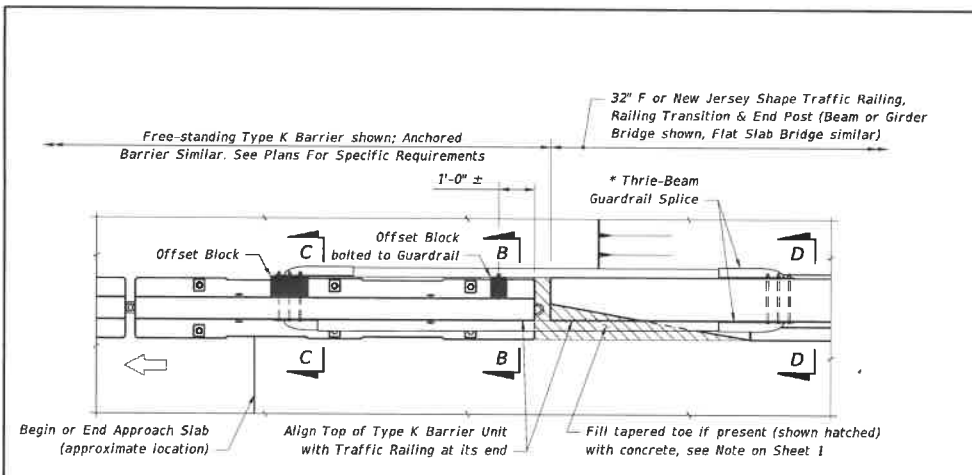 32" F or New Jersey Shape Traffic Railing,
Railing Transition & End Post (Beam or Girder
Bridge shown, Flat Slab Bridge similar)
Free-standing Type K Barrier shown; Anchored
Barrier Similar. See Plans For Specific Requirements
1'-0" ±
* Thrie-Beam
Guardrail Splice
Offset Block
C
Offset Block
bolted to Guardrail
B
D
C
B
D
Begin or End Approach Slab
(approximate location)
Align Top of Type K Barrier Unit
with Traffic Railing at its end
Fill tapered toe if present (shown hatched)
with concrete, see Note on Sheet 1